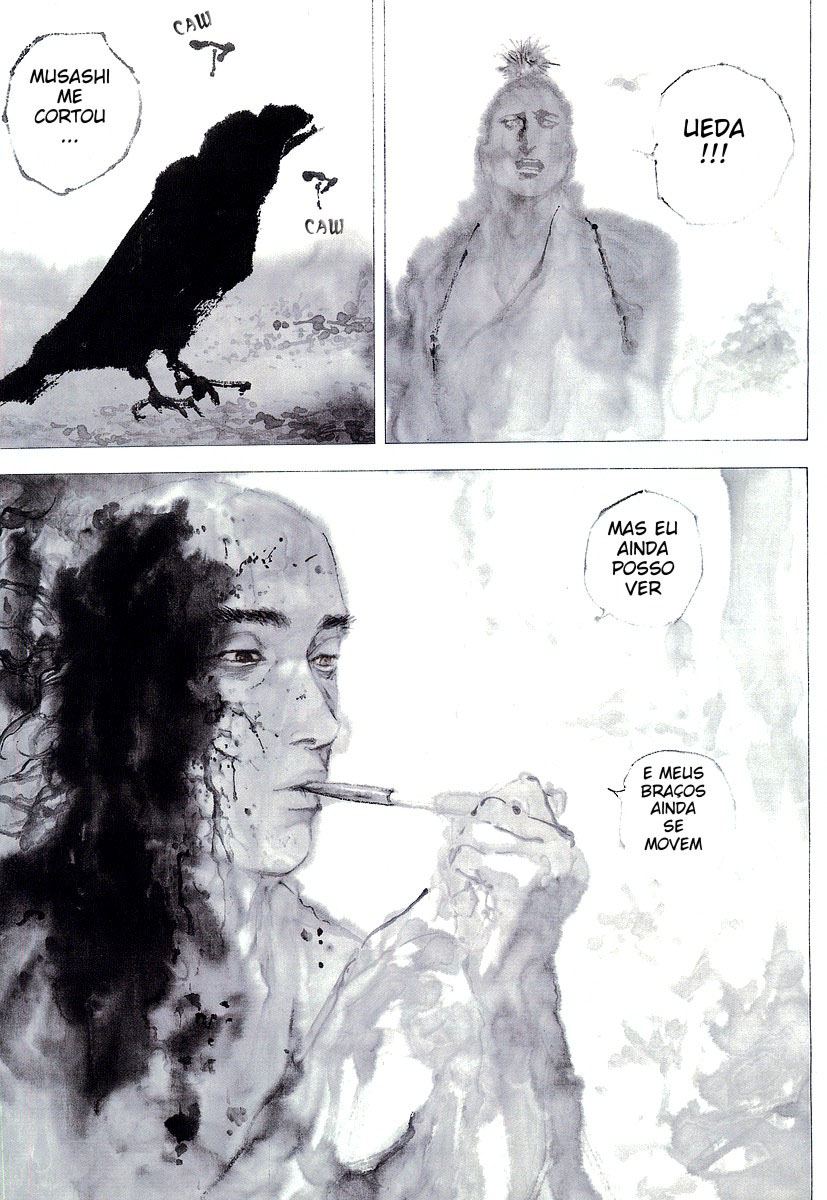 CAW
MUSASHI
ME
CORTOU
...
CAW
UEDA
!!!
MAS EU
AINDA
POSSO
VER
E MEUS
BRAÇOS
AINDA
SE
MOVEM